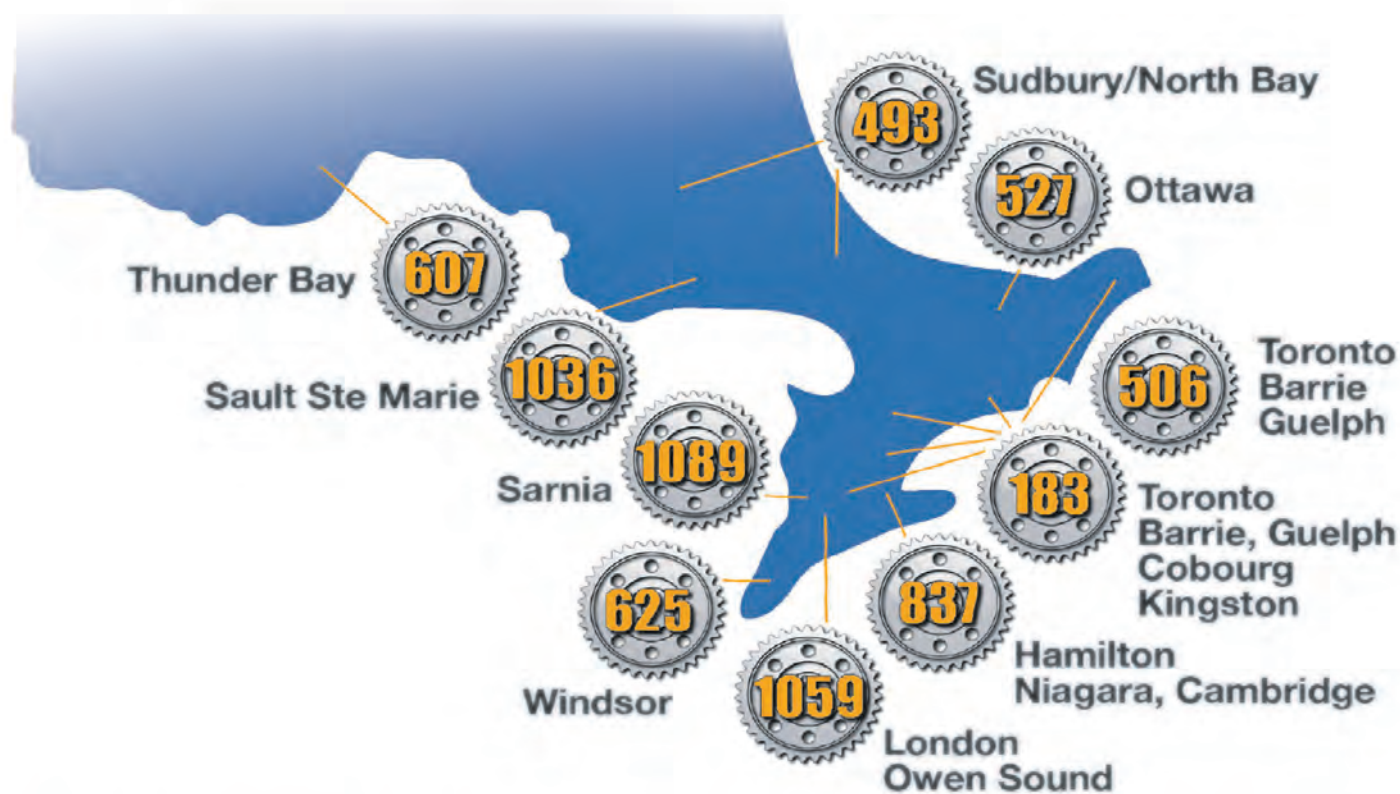 493
Sudbury/North Bay
527
Ottawa
607
Thunder Bay
1036
Sault Ste Marie
506
Toronto
Barrie
Guelph
1089
Sarnia
183
Toronto
Barrie, Guelph
Cobourg
Kingston
625
Windsor
837
Hamilton
Niagara, Cambridge
1059
London
Owen Sound